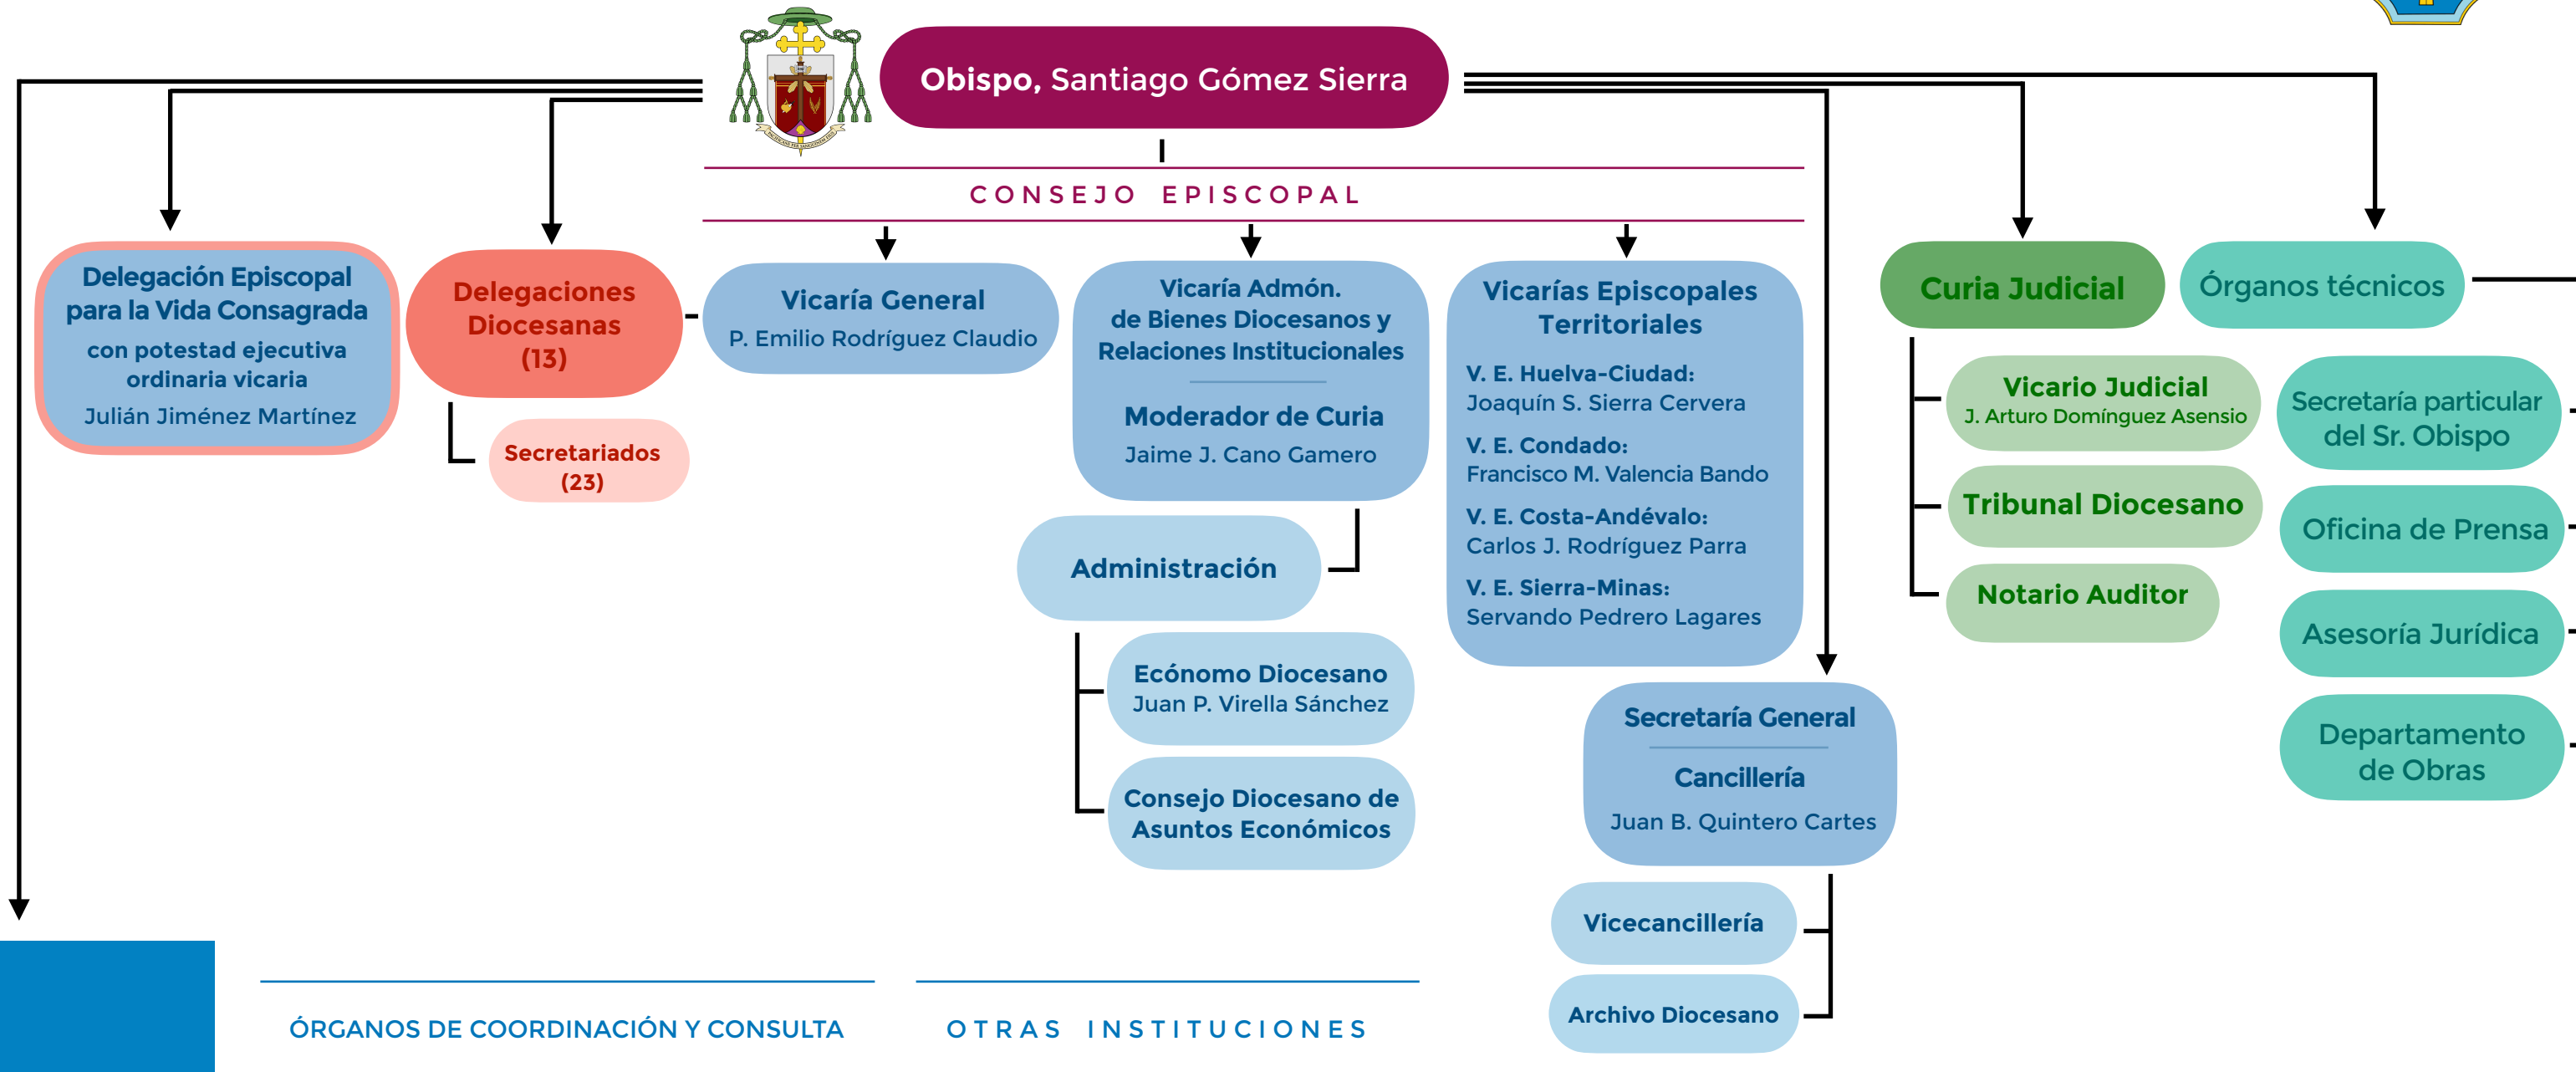 Obispo, Santiago Gómez Sierra
CONSEJO EPISCOPAL
Delegación Episcopal
para la Vida Consagrada
con potestad ejecutiva
ordinaria vicaria
Julián Jiménez Martínez
Delegaciones
Diocesanas
(13)
Secretariados
(23)
Vicaría General
P. Emilio Rodríguez Claudio
Vicaría Admón.
de Bienes Diocesanos y
Relaciones Institucionales
Moderador de Curia
Jaime J. Cano Gamero
Administración
Ecónomo Diocesano
Juan P. Virella Sánchez
Consejo Diocesano de
Asuntos Económicos
Vicarías Episcopales
Territoriales
V. E. Huelva-Ciudad:
Joaquín S. Sierra Cervera
V. E. Condado:
Francisco M. Valencia Bando
V. E. Costa-Andévalo:
Carlos J. Rodríguez Parra
V. E. Sierra-Minas:
Servando Pedrero Lagares
Secretaría General
Cancillería
Juan B. Quintero Cartes
Vicecancillería
Archivo Diocesano
Curia Judicial
Vicario Judicial
J. Arturo Domínguez Asensio
Tribunal Diocesano
Notario Auditor
Órganos técnicos
Secretaría particular
del Sr. Obispo
Oficina de Prensa
Asesoría Jurídica
Departamento
de Obras
ÓRGANOS DE COORDINACIÓN Y CONSULTA
OTRAS INSTITUCIONES